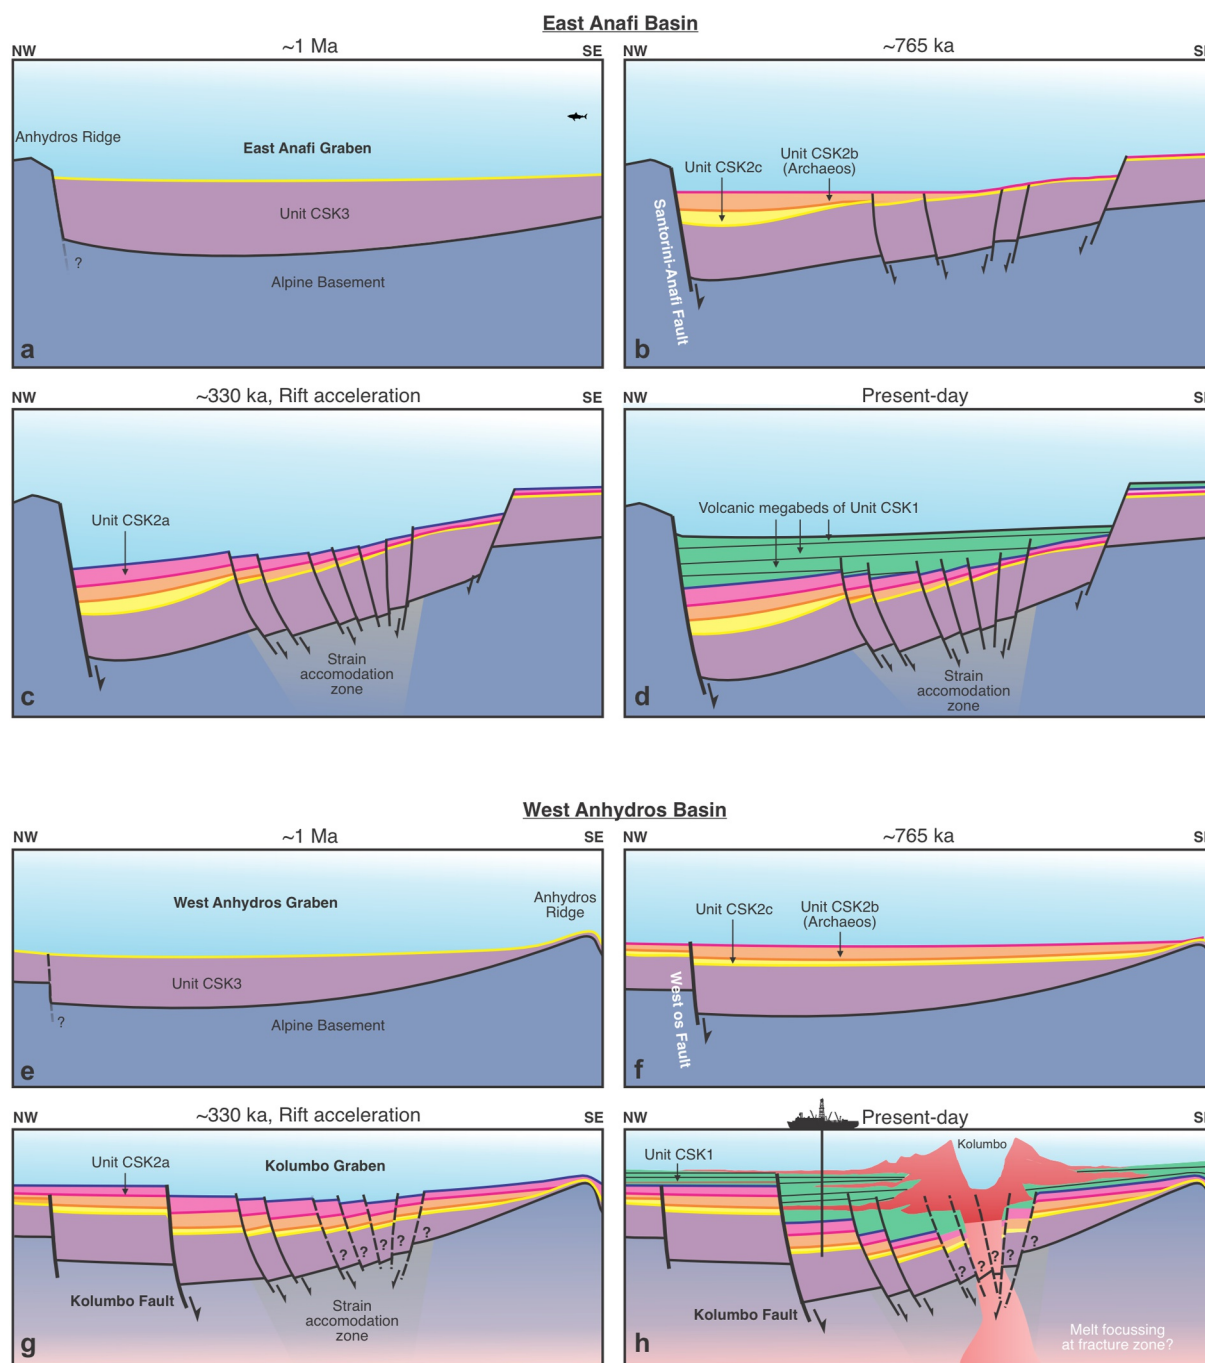 East Anafi Basin
NW
~1 Ma
SE
Anhydros Ridge
East Anafi Graben
Unit CSK3
?
Alpine Basement
a
NW
~765 ka
Unit CSK2c
Unit CSK2b
(Archaeos)
Santorini-Anafi Fault
b
NW
~330 ka, Rift acceleration
SE
Unit CSK2a
Strain
accomodation
zone
c
NW
Present-day
Volcanic megabeds of Unit CSK1
Strain
accomodation
zone
d
West Anhydros Basin
NW
~1 Ma
SE
West Anhydros Graben
Anhydros
Ridge
Unit CSK3
?
Alpine Basement
e
NW
~765 ka
Unit CSK2c
Unit CSK2b
(Archaeos)
West os Fault
f
NW
~330 ka, Rift acceleration
SE
Unit CSK2a
Kolumbo Graben
? ? ? ? ?
Kolumbo Fault
Strain
accomodation
zone
g
NW
Present-day
Kolumbo
Unit CSK1
? ? ? ? ?
Kolumbo Fault
Melt focussing
at fracture zone?
h